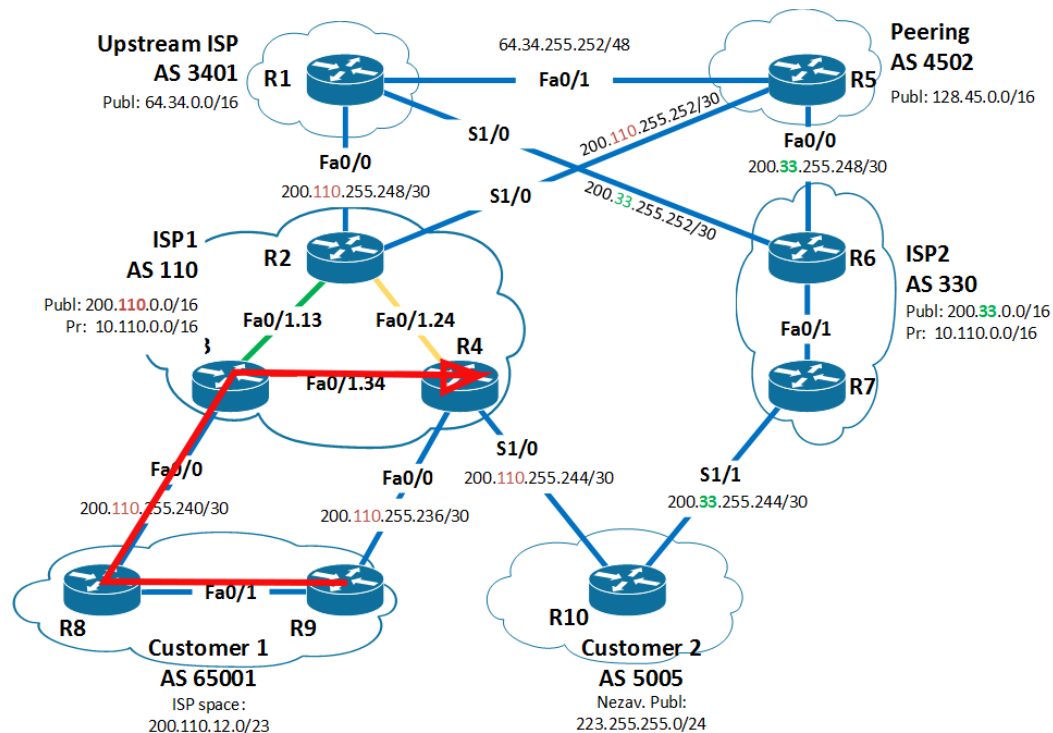 Upstream ISP
AS 3401
Publ: 64.34.0.0/16
R1
64.34.255.252/48
Fa0/1
Peering
AS 4502
Publ: 128.45.0.0/16
R5
S1/0
Fa0/0
200.110.255.248/30
200.110.255.252/30
S1/0
200.33.255.252/30
Fa0/0
200.33.255.248/30
ISP1
AS 110
Publ: 200.110.0.0/16
Pr: 10.110.0.0/16
R2
R6
ISP2
AS 330
Publ: 200.33.0.0/16
Pr: 10.110.0.0/16
Fa0/1.13
Fa0/1.24
Fa0/1
R4
Fa0/1.34
R7
Fa0/0
200.110.255.240/30
Fa0/0
200.110.255.236/30
S1/0
200.110.255.244/30
S1/1
200.33.255.244/30
R8
Fa0/1
R9
R10
Customer 1
AS 65001
ISP space:
200.110.12.0/23
Customer 2
AS 5005
Nezav. Publ:
223.255.255.0/24